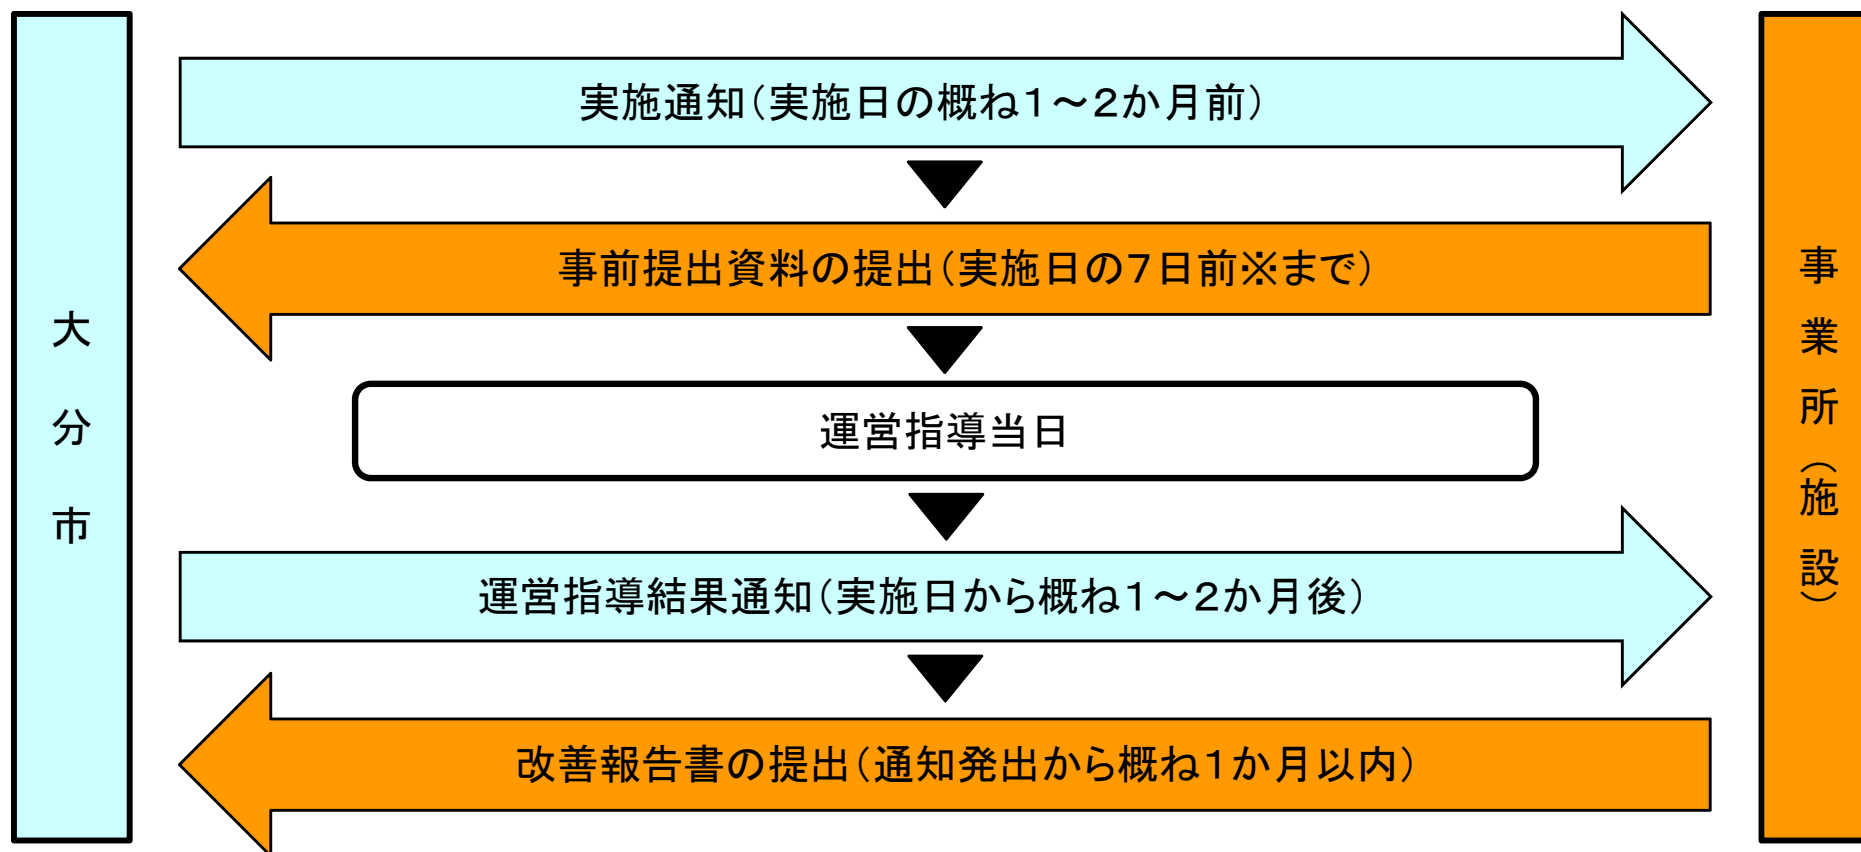 大分市
実施通知（実施日の概ね１～２か月前）
事前提出資料の提出（実施日の７日前※まで）
運営指導当日
運営指導結果通知（実施日から概ね１～２か月後）
改善報告書の提出（通知発出から概ね１か月以内）
事業所（施設）